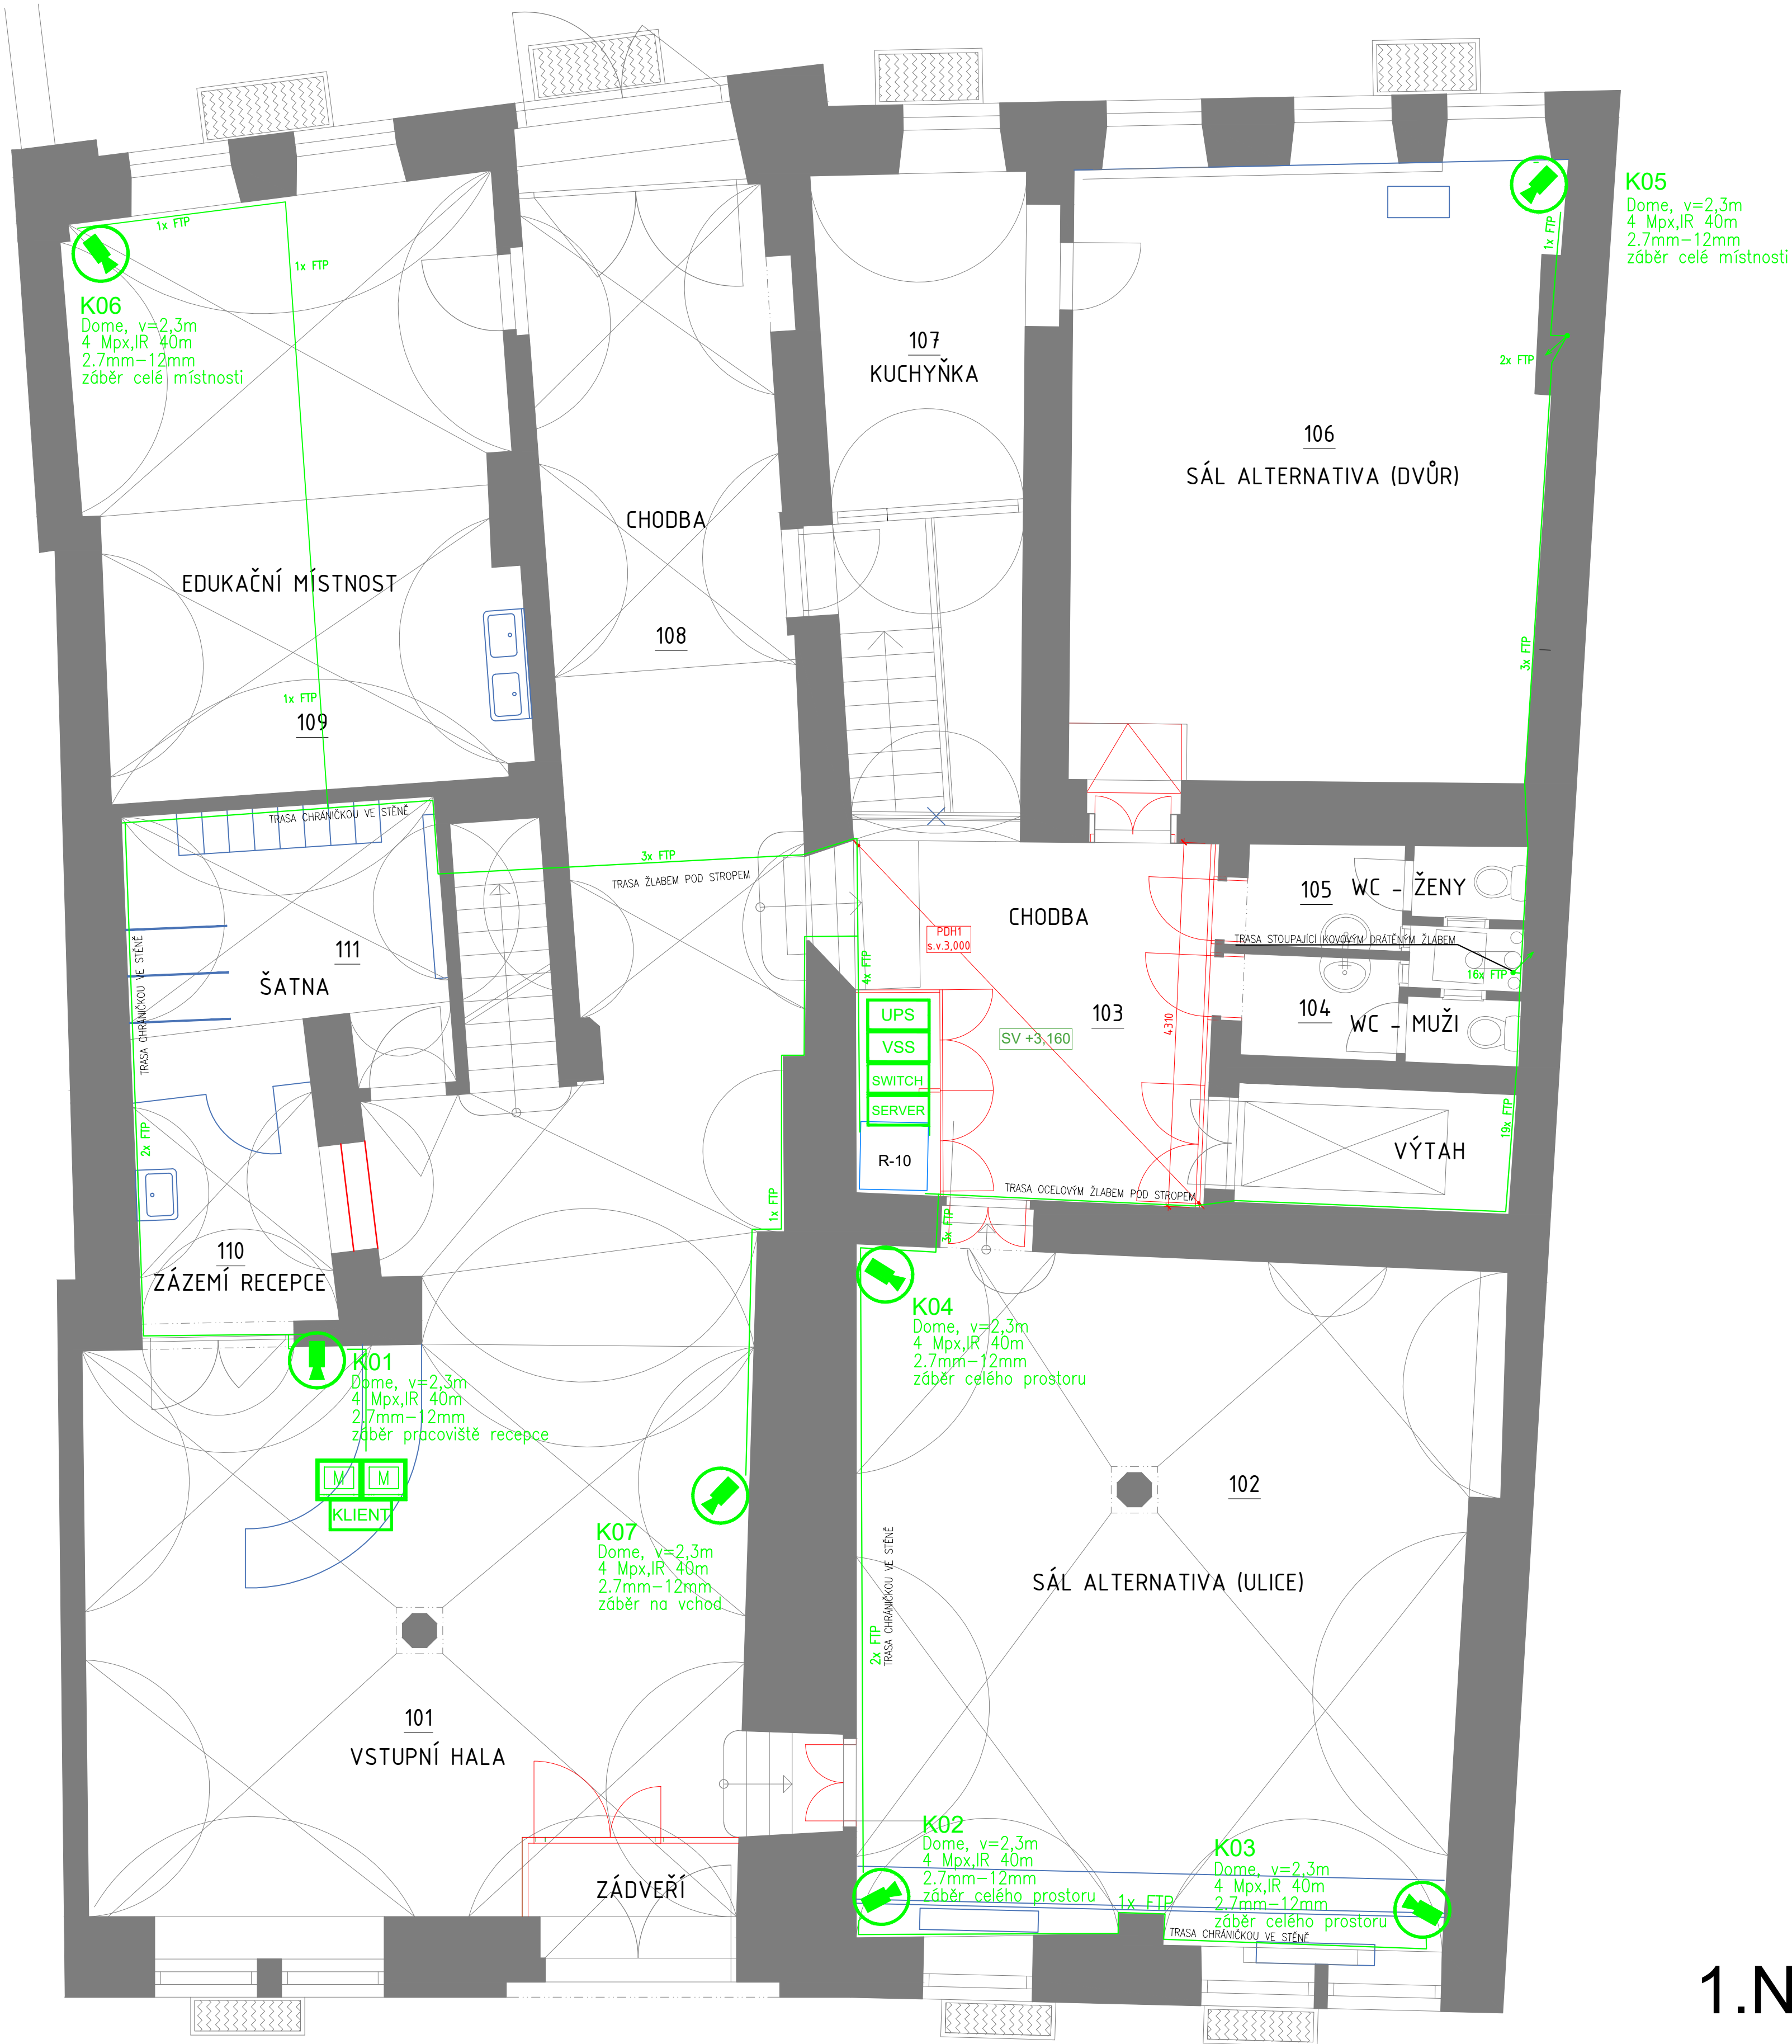 1x FTP
K05
Dome, v=2,3m
4 Mpx,IR 40m
2.7mm-12mm
záběr celé místnosti
1x FTP
1x FTP
K06
Dome, v=2,3m
4 Mpx,IR 40m
2.7mm-12mm
záběr celé místnosti
107
KUCHYŇKA
2x FTP
106
SÁL ALTERNATIVA (DVŮR)
CHODBA
108
EDUKAČNÍ MÍSTNOST
1x FTP
109
3x FTP
TRASA CHRÁNIČKOU VE STĚNĚ
3x FTP
TRASA ŽLABEM POD STROPEM
CHODBA
PDH1
s.v.3,000
105
WC - ŽENY
TRASA STOUPAJÍCÍ KOVOVÝM DRÁTĚNÝM ŽLABEM
16x FTP
4x FTP
TRASA CHRÁNIČKOU VE STĚNĚ
111
ŠATNA
104
WC - MUŽI
103
4310
SV +3,160
UPS
VSS
SWITCH
SERVER
R-10
2x FTP
19x FTP
VÝTAH
TRASA OCELOVÝM ŽLABEM POD STROPEM
1x FTP
3x FTP
110
ZÁZEMÍ RECEPCE
K04
Dome, v=2,3m
4 Mpx,IR 40m
2.7mm-12mm
záběr celého prostoru
K01
Dome, v=2,3m
4 Mpx,IR 40m
2.7mm-12mm
záběr pracoviště recepce
M
M
KLIENT
K07
Dome, v=2,3m
4 Mpx,IR 40m
2.7mm-12mm
záběr na vchod
102
SÁL ALTERNATIVA (ULICE)
2x FTP
TRASA CHRÁNIČKOU VE STĚNĚ
101
VSTUPNÍ HALA
ZÁDVEŘÍ
K02
Dome, v=2,3m
4 Mpx,IR 40m
2.7mm-12mm
záběr celého prostoru
1x FTP
K03
Dome, v=2,3m
4 Mpx,IR 40m
2.7mm-12mm
záběr celého prostoru
TRASA CHRÁNIČKOU VE STĚNĚ
1.N